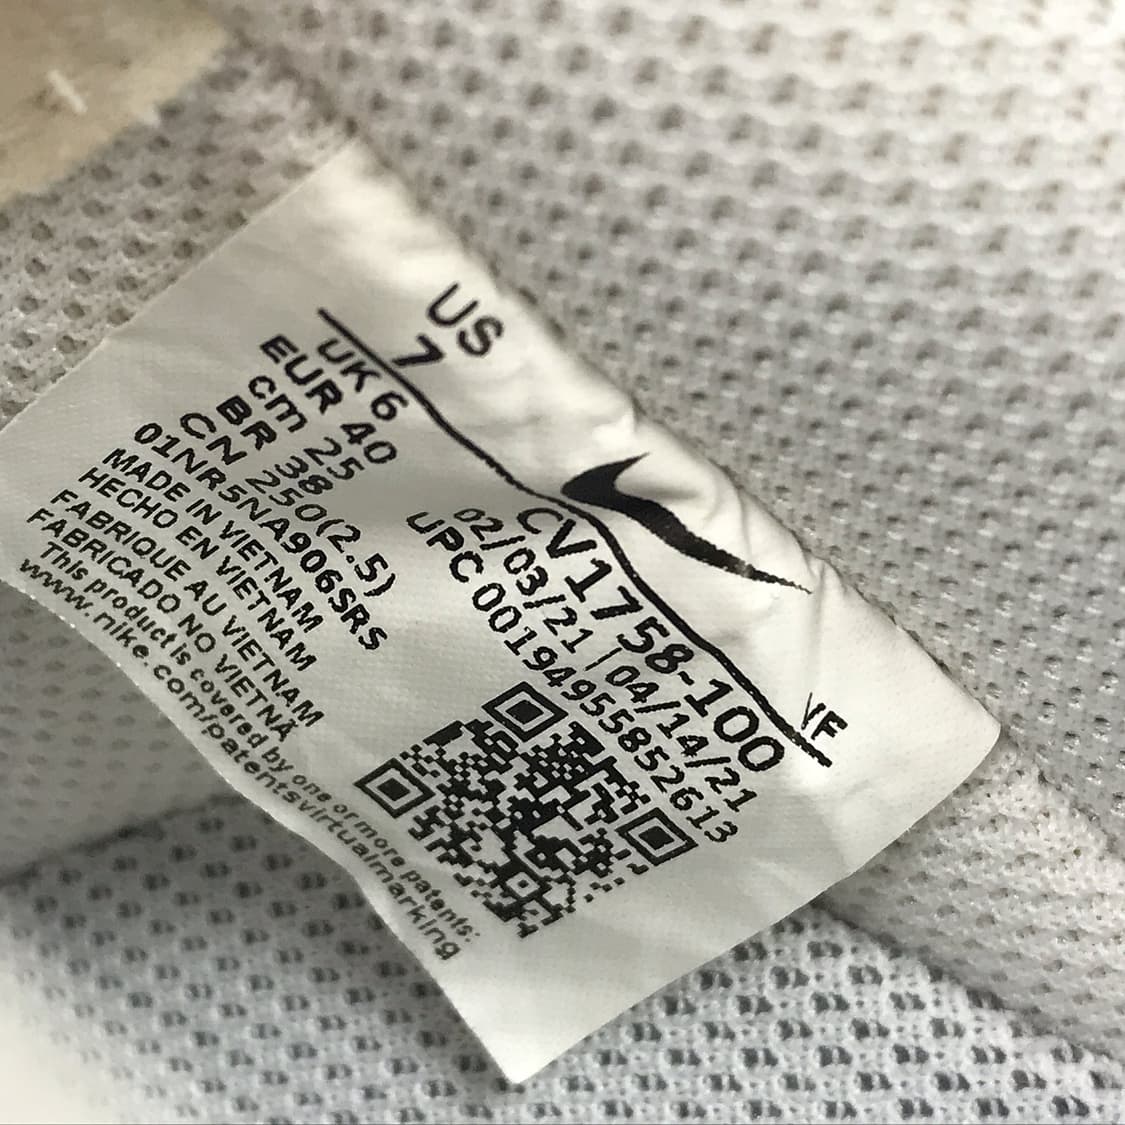 US
7
UK 6
EUR 40
cm 25
BR 38
CN 250(2.5)
01NR5NA906SRS
MADE IN VIETNAM
HECHO EN VIETNAM
FABRIQUE AU VIETNAM
FABRICADO NO VIETNÃ
This product is covered by one or more patents:
www.nike.com/patentsvirtualmarking
CV1758-100
02/03/21 | 04/14/21
UPC 00194955852613